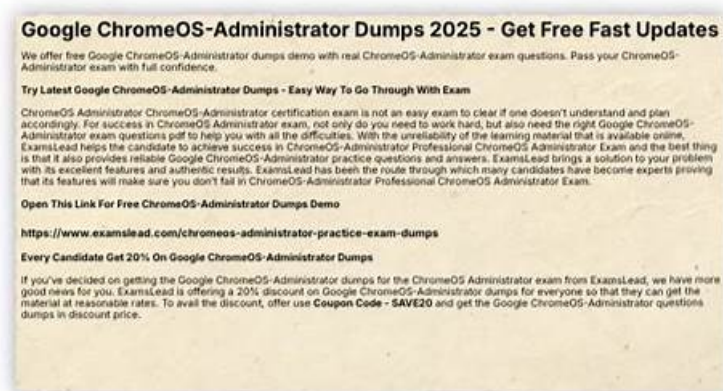 Google ChromeOS-Administrator Dumps 2025 - Get Free Fast Updates
We offer free Google ChromeOS-Administrator dumps demo with real ChromeOS-Administrator exam questions. Pass your ChromeOS-
Administrator exam with full confidence.
Try Latest Google ChromeOS-Administrator Dumps - Easy Way To Go Through With Exam
ChromeOS Administrator ChromeOS-Administrator certification exam is not an easy exam to clear if one doesn't understand and plan
accordingly. For success in ChromeOS Administrator exam, not only do you need to work hard, but also need the right Google ChromeOS-
Administrator exam questions pdf to help you with all the difficulties. With the unreliability of the learning material that is available online,
ExamsLead helps the candidate to achieve success in ChromeOS-Administrator Professional ChromeOS Administrator Exam and the best thing
is that it also provides reliable Google ChromeOS-Administrator practice questions and answers. ExamsLead brings a solution to your problem
with its excellent features and authentic results. ExamsLead has been the route through which many candidates have become experts proving
that its features will make sure you don't fail in ChromeOS-Administrator Professional ChromeOS Administrator Exam.
Open This Link For Free ChromeOS-Administrator Dumps Demo
https://www.examslead.com/chromeos-administrator-practice-exam-dumps
Every Candidate Get 20% On Google ChromeOS-Administrator Dumps
If you've decided on getting the Google ChromeOS-Administrator dumps for the ChromeOS Administrator exam from ExamsLead, we have more
good news for you. ExamsLead is offering a 20% discount on Google ChromeOS-Administrator dumps for everyone so that they can get the
material at reasonable rates. To avail the discount, offer use Coupon Code - SAVE20 and get the Google ChromeOS-Administrator questions
dumps in discount price.